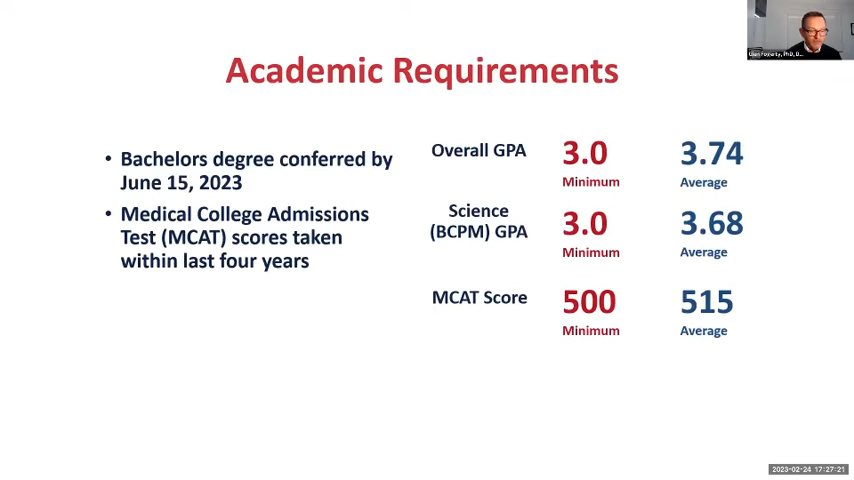 Academic Requirements
• Bachelors degree conferred by
June 15, 2023
• Medical College Admissions
Test (MCAT) scores taken
within last four years
Overall GPA
3.0
Minimum
3.74
Average
Science
(BCPM) GPA
3.0
Minimum
3.68
Average
MCAT Score
500
Minimum
515
Average
PhD,
2023-02-24 17:27:21